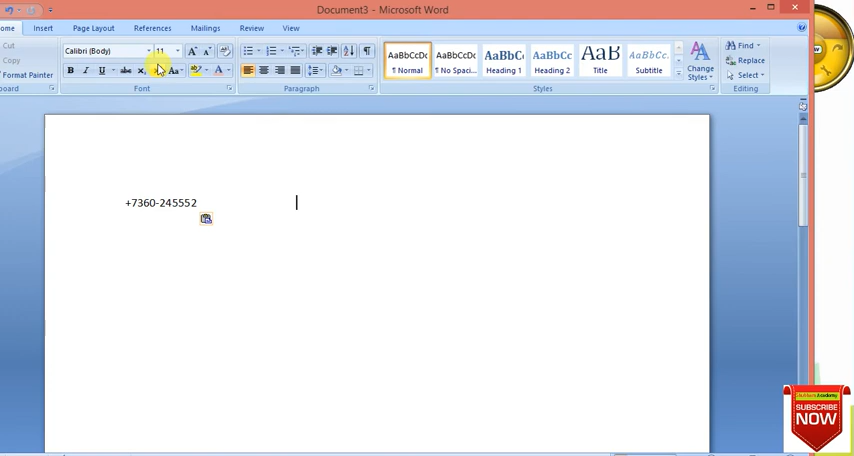 Document3 - Microsoft Word
ome Insert Page Layout References Mailings Review View
Cut
Copy
Format Painter
oard
Calibri (Body) 11
Font
Paragraph
AaBbCcDc AaBbCcDc AaBbC AaBbCc AaB AaBbCc.
¶ Normal ¶ No Spaci... Heading 1 Heading 2 Title Subtitle
Change Styles
Styles
Find
Replace
Select
Editing
+7360-245552
SUBSCRIBE
NOW